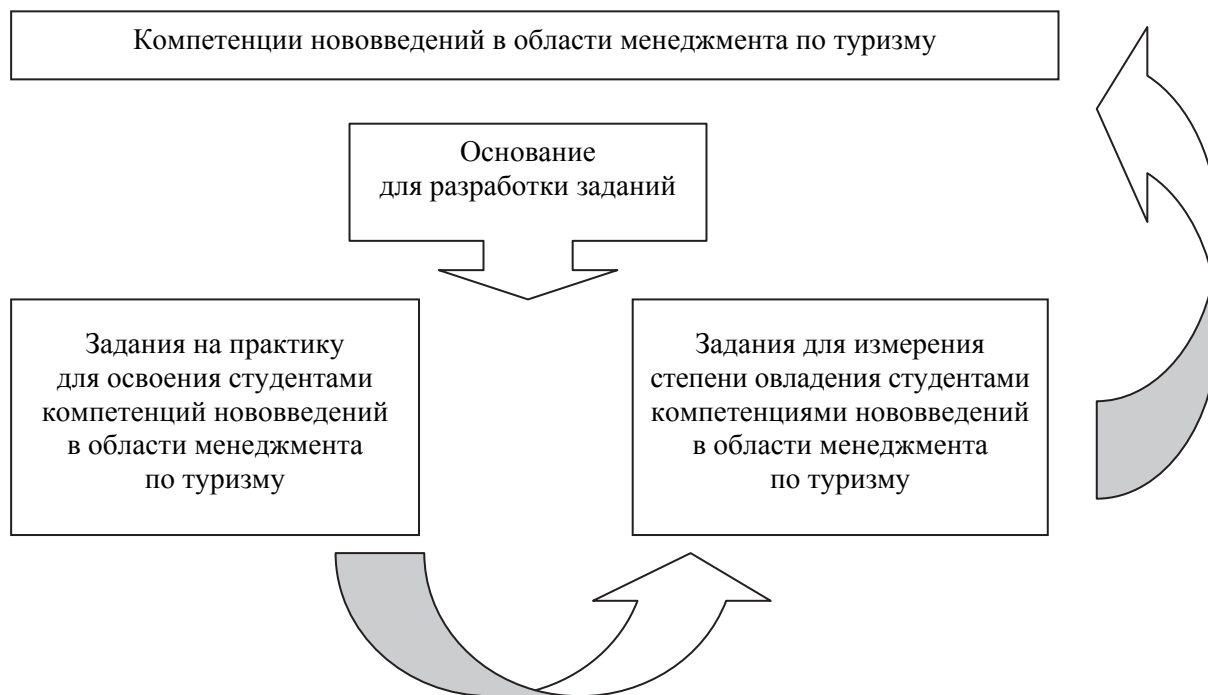 Компетенции нововведений в области менеджмента по туризму
Основание
для разработки заданий
Задания на практику
для освоения студентами
компетенций нововведений
в области менеджмента
по туризму
Задания для измерения
степени овладения студентами
компетенциями нововведений
в области менеджмента
по туризму